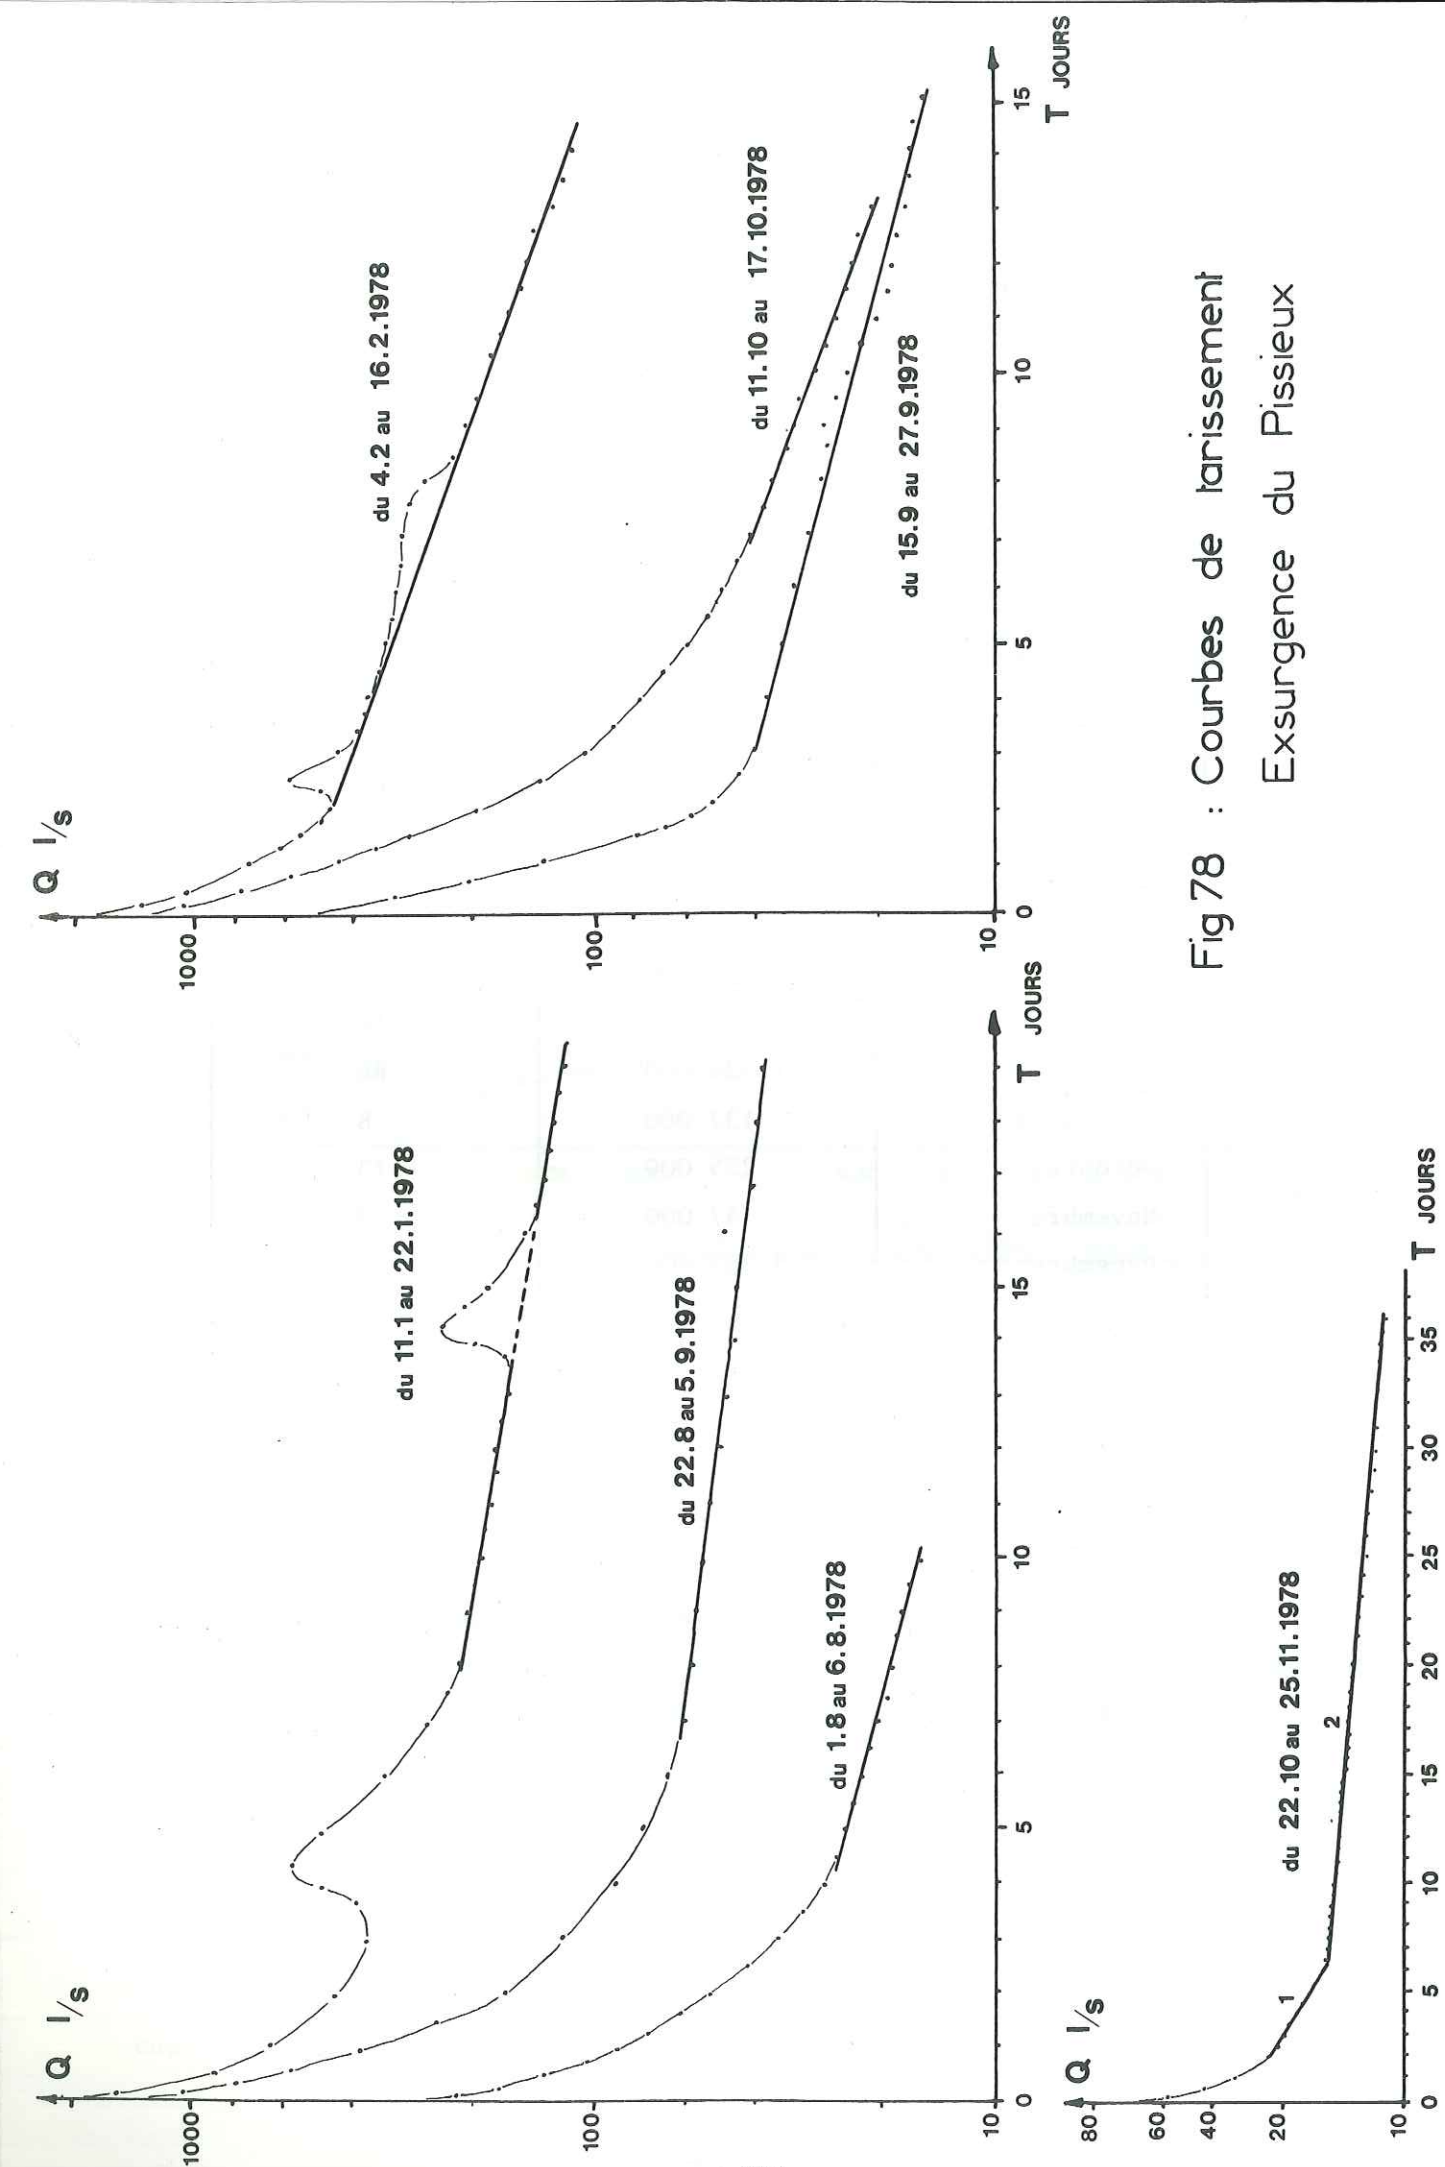 Q l/s
1000
100
10
0
5
10
15
T JOURS
du 11.1 au 22.1.1978
du 22.8 au 5.9.1978
du 1.8 au 6.8.1978
Q l/s
1000
100
10
0
5
10
15
T JOURS
du 4.2 au 16.2.1978
du 11.10 au 17.10.1978
du 15.9 au 27.9.1978
Q l/s
80
60
40
20
10
0
5
10
15
20
25
30
35
T JOURS
1
2
du 22.10 au 25.11.1978
Fig 78 : Courbes de tarissement
Exsurgence du Pissieux